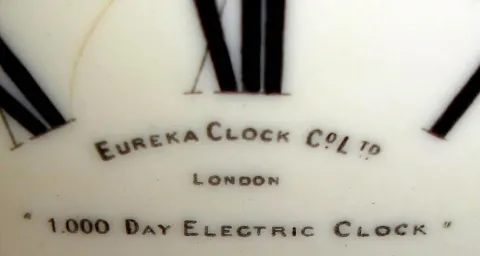 EUREKA CLOCK Co LTD
LONDON
"1.000 DAY ELECTRIC CLOCK"